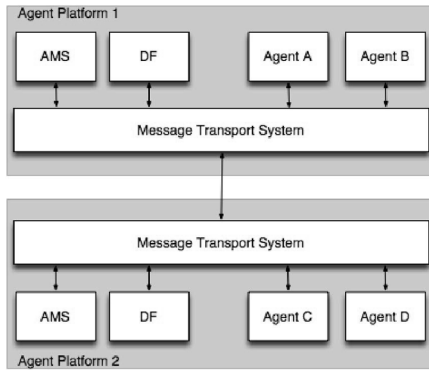 Agent Platform 1
AMS DF Agent A Agent B
Message Transport System
Message Transport System
AMS DF Agent C Agent D
Agent Platform 2